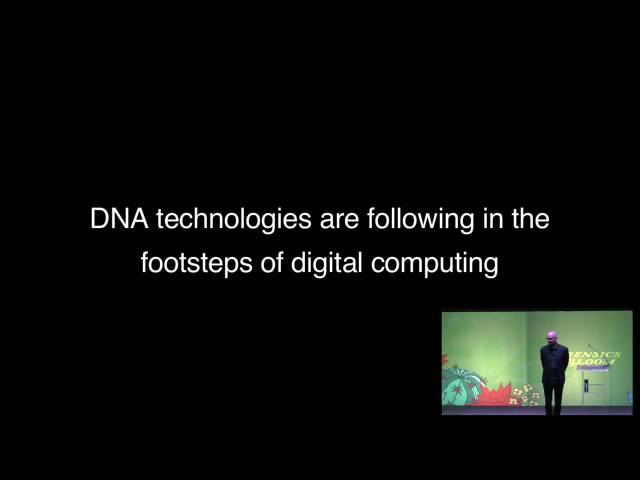 DNA technologies are following in the
footsteps of digital computing